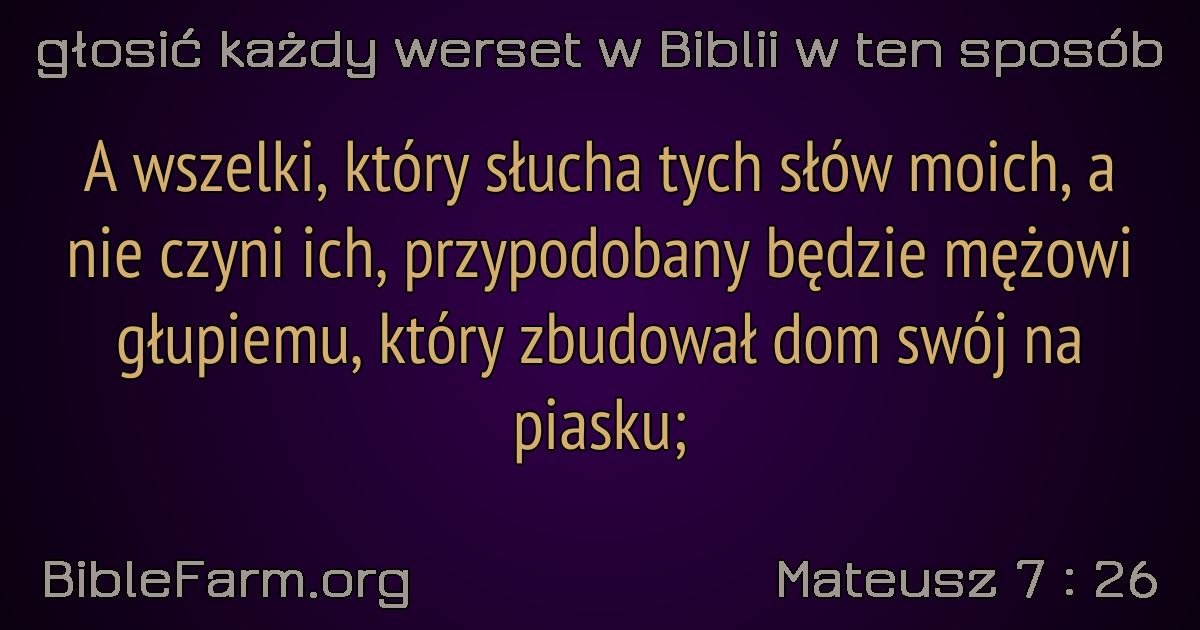 głosić każdy werset w Biblii w ten sposób
A wszelki, który słucha tych słów moich, a
nie czyni ich, przypodobany będzie mężowi
głupiemu, który zbudował dom swój na
piasku;
BibleFarm.org
Mateusz 7 : 26